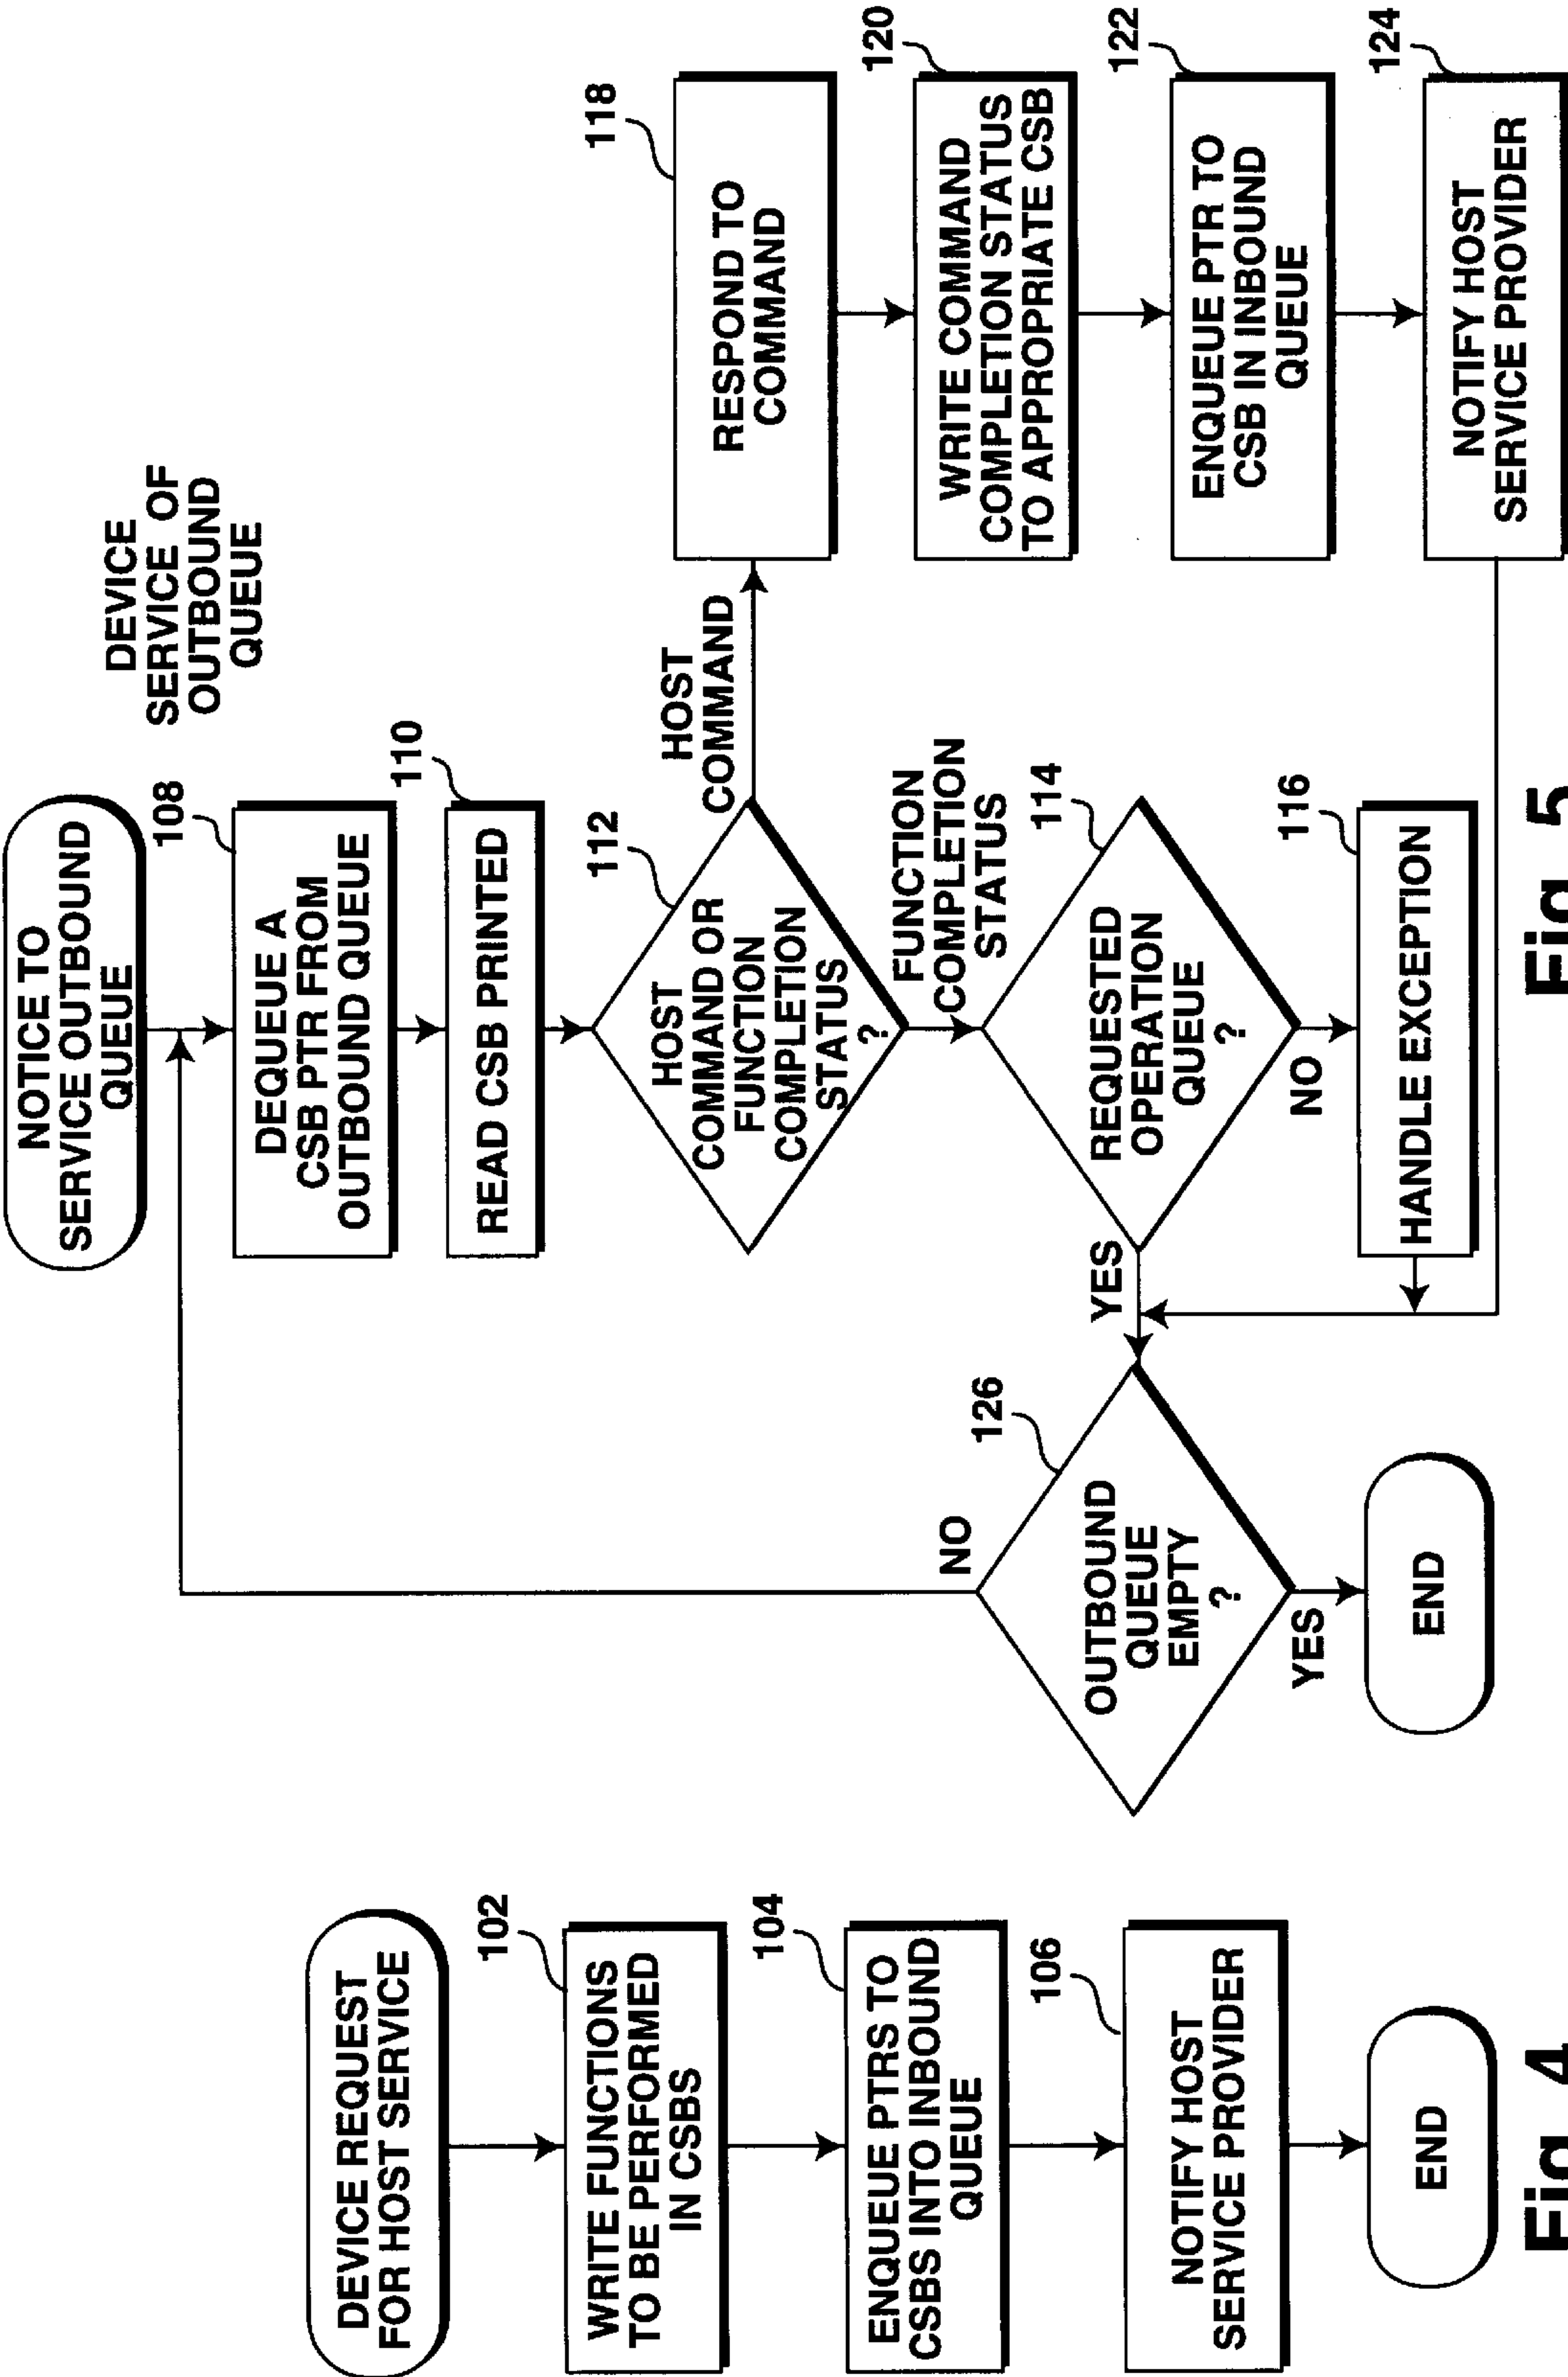 DEVICE REQUEST
FOR HOST SERVICE
102
WRITE FUNCTIONS
TO BE PERFORMED
IN CSBS
104
ENQUEUE PTRS TO
CSBS INTO INBOUND
QUEUE
106
NOTIFY HOST
SERVICE PROVIDER
END
Fig. 4
DEVICE
SERVICE OF
OUTBOUND
QUEUE
NOTICE TO
SERVICE OUTBOUND
QUEUE
108
DEQUEUE A
CSB PTR FROM
OUTBOUND QUEUE
110
READ CSB PRINTED
112
HOST
COMMAND OR
FUNCTION
COMPLETION
STATUS
?
HOST
COMMAND
FUNCTION
COMPLETION
STATUS
114
REQUESTED
OPERATION
QUEUE
?
YES
NO
116
HANDLE EXCEPTION
118
RESPOND TO
COMMAND
120
WRITE COMMAND
COMPLETION STATUS
TO APPROPRIATE CSB
122
ENQUEUE PTR TO
CSB IN INBOUND
QUEUE
124
NOTIFY HOST
SERVICE PROVIDER
126
OUTBOUND
QUEUE
EMPTY
?
NO
YES
END
Fig. 5